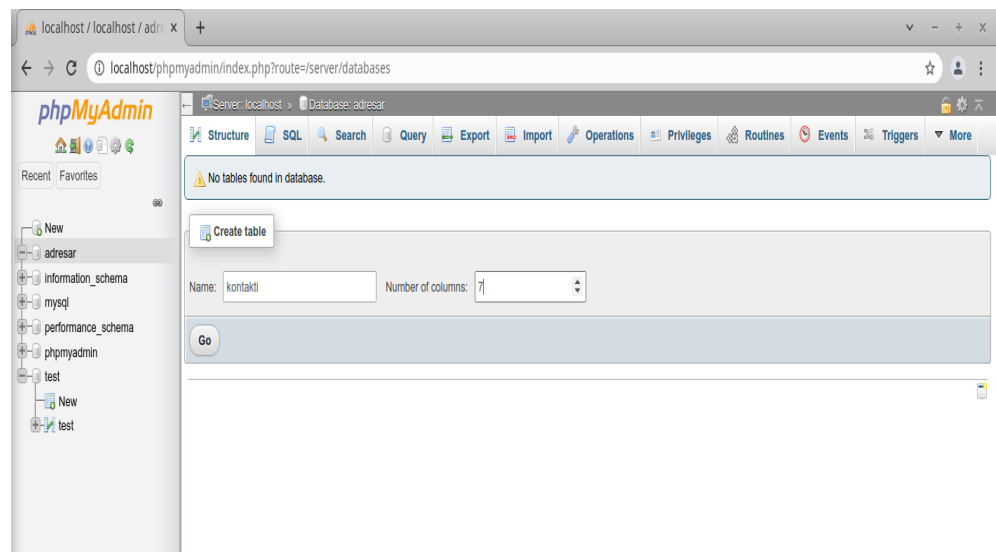 localhost / localhost / adre
localhost/phpmyadmin/index.php?route=/server/databases
phpMyAdmin
Recent Favorites
New
adresar
information_schema
mysql
performance_schema
phpmyadmin
test
New
test
Server: localhost » Database: adresar
Structure SQL Search Query Export Import Operations Privileges Routines Events Triggers More
No tables found in database.
Create table
Name: kontakti Number of columns: 7
Go